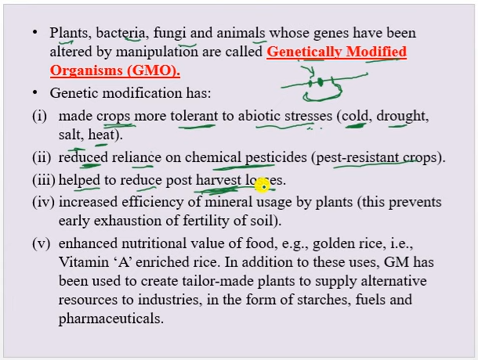 • Plants, bacteria, fungi and animals whose genes have been
altered by manipulation are called Genetically Modified
Organisms (GMO).
• Genetic modification has:
(i) made crops more tolerant to abiotic stresses (cold, drought,
salt, heat).
(ii) reduced reliance on chemical pesticides (pest-resistant crops).
(iii) helped to reduce post harvest losses.
(iv) increased efficiency of mineral usage by plants (this prevents
early exhaustion of fertility of soil).
(v) enhanced nutritional value of food, e.g., golden rice, i.e.,
Vitamin ‘A’ enriched rice. In addition to these uses, GM has
been used to create tailor-made plants to supply alternative
resources to industries, in the form of starches, fuels and
pharmaceuticals.